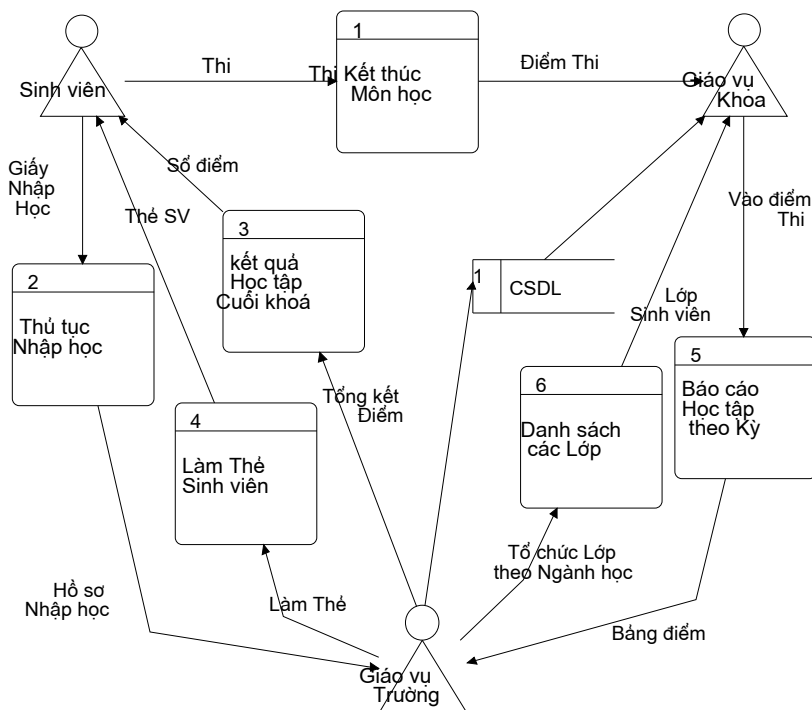 1
Thi
Thi Kết thúc
Môn học
Điểm Thi
Sinh viên
Giáo vụ
Khoa
Giấy
Nhập
Học
Sổ điểm
Thẻ SV
Vào điểm
Thi
3
kết quả
Học tập
Cuối khoá
2
Thủ tục
Nhập học
1
CSDL
Lớp
Sinh viên
5
Báo cáo
Học tập
theo Kỳ
6
Danh sách
các Lớp
Tổng kết
Điểm
4
Làm Thẻ
Sinh viên
Tổ chức Lớp
theo Ngành học
Hồ sơ
Nhập học
Làm Thẻ
Bảng điểm
Giáo vụ
Trường